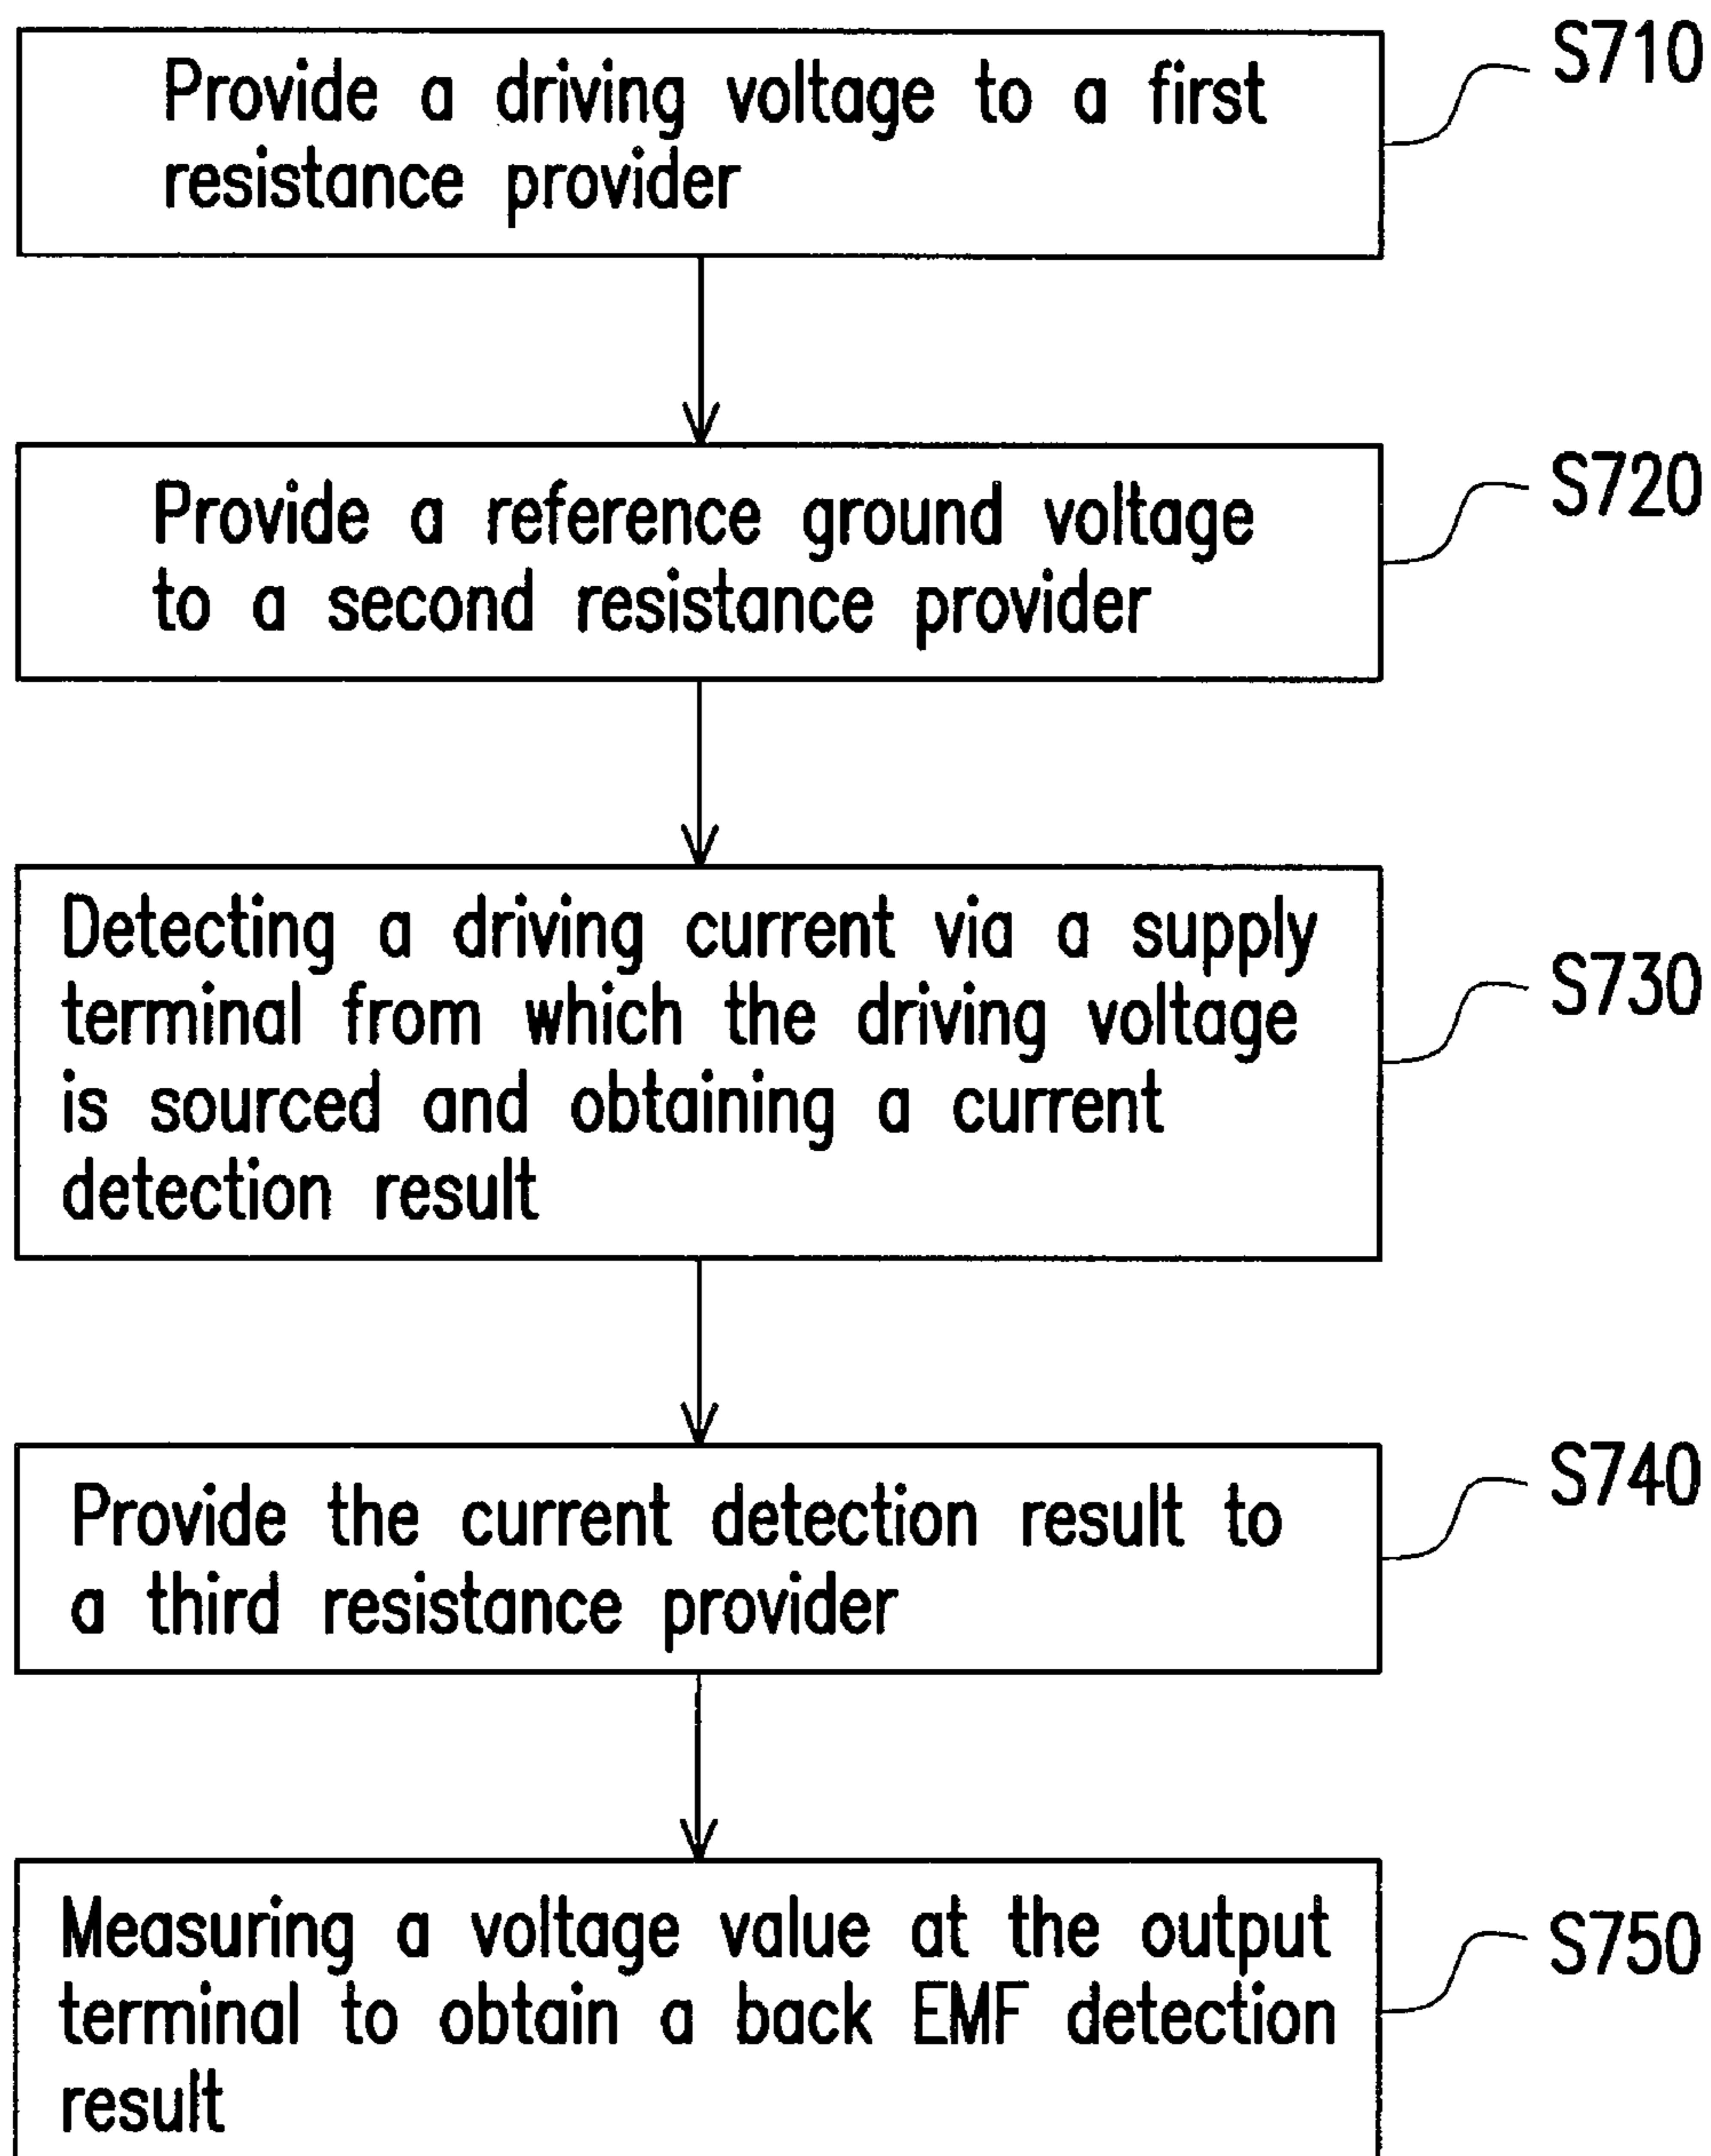 Provide a driving voltage to a first
resistance provider
S710
Provide a reference ground voltage
to a second resistance provider
S720
Detecting a driving current via a supply
terminal from which the driving voltage
is sourced and obtaining a current
detection result
S730
Provide the current detection result to
a third resistance provider
S740
Measuring a voltage value at the output
terminal to obtain a back EMF detection
result
S750